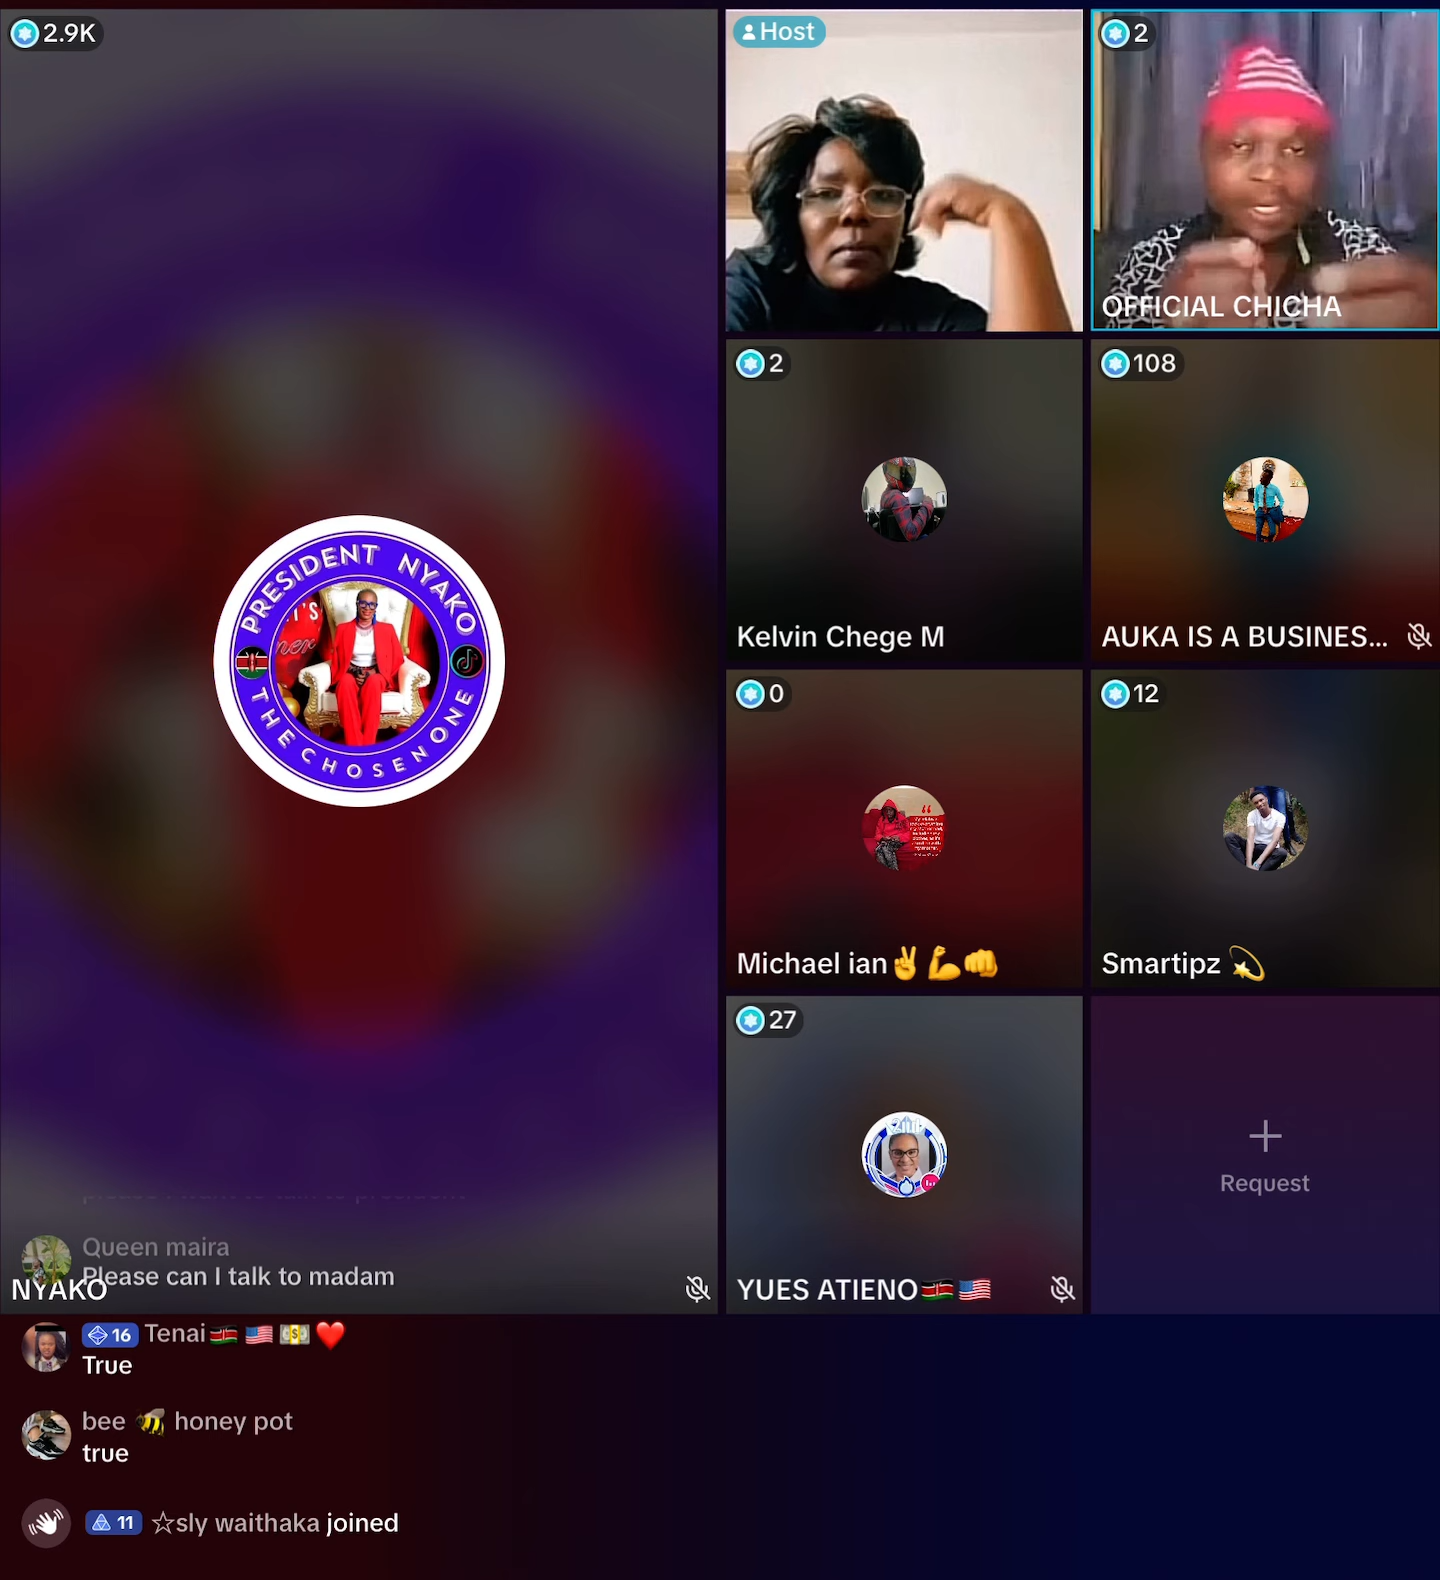 2.9K
Host
2
OFFICIAL CHICHA
PRESIDENT NYAKO
THE CHOSEN ONE
2
Kelvin Chege M
108
AUKA IS A BUSINES...
0
Michael ian✌💪👊
12
Smartipz 💫
27
YUES ATIENO🇰🇪🇺🇸
Request
Queen maira
Please can I talk to madam
NYAKO
16 Tenai🇰🇪🇺🇸💵❤️
True
bee 🐝 honey pot
true
11 ☆sly waithaka joined